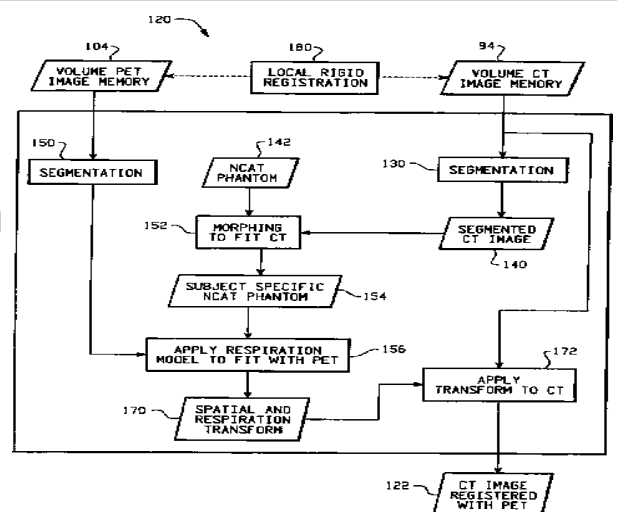 120
104
180
94
VOLUME PET
IMAGE MEMORY
LOCAL RIGID
REGISTRATION
VOLUME CT
IMAGE MEMORY
150
142
130
SEGMENTATION
NCAT
PHANTOM
SEGMENTATION
152
MORPHING
TO FIT CT
SEGMENTED
CT IMAGE
140
SUBJECT SPECIFIC
NCAT PHANTOM
154
APPLY RESPIRATION
MODEL TO FIT WITH PET
156
172
APPLY
TRANSFORM TO CT
170
SPATIAL AND
RESPIRATION
TRANSFORM
122
CT IMAGE
REGISTERED
WITH PET